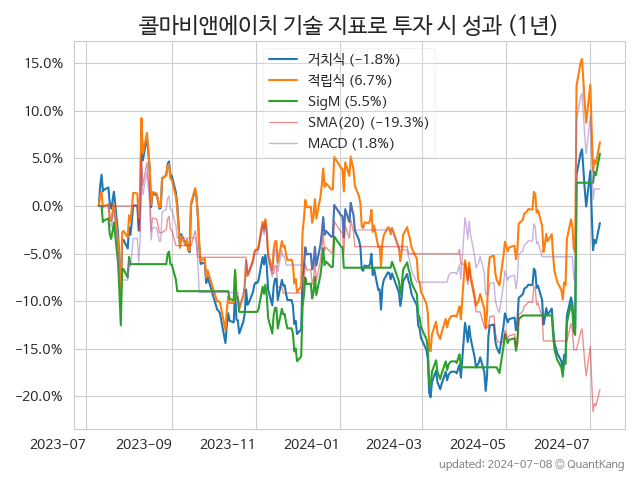 콜마비앤에이치 기술 지표로 투자 시 성과 (1년)
거치식 (−1.8%)
적립식 (6.7%)
SigM (5.5%)
SMA(20) (−19.3%)
MACD (1.8%)
15.0%
10.0%
5.0%
0.0%
−5.0%
−10.0%
−15.0%
−20.0%
2023-07 2023-09 2023-11 2024-01 2024-03 2024-05 2024-07
updated: 2024-07-08 © QuantKang